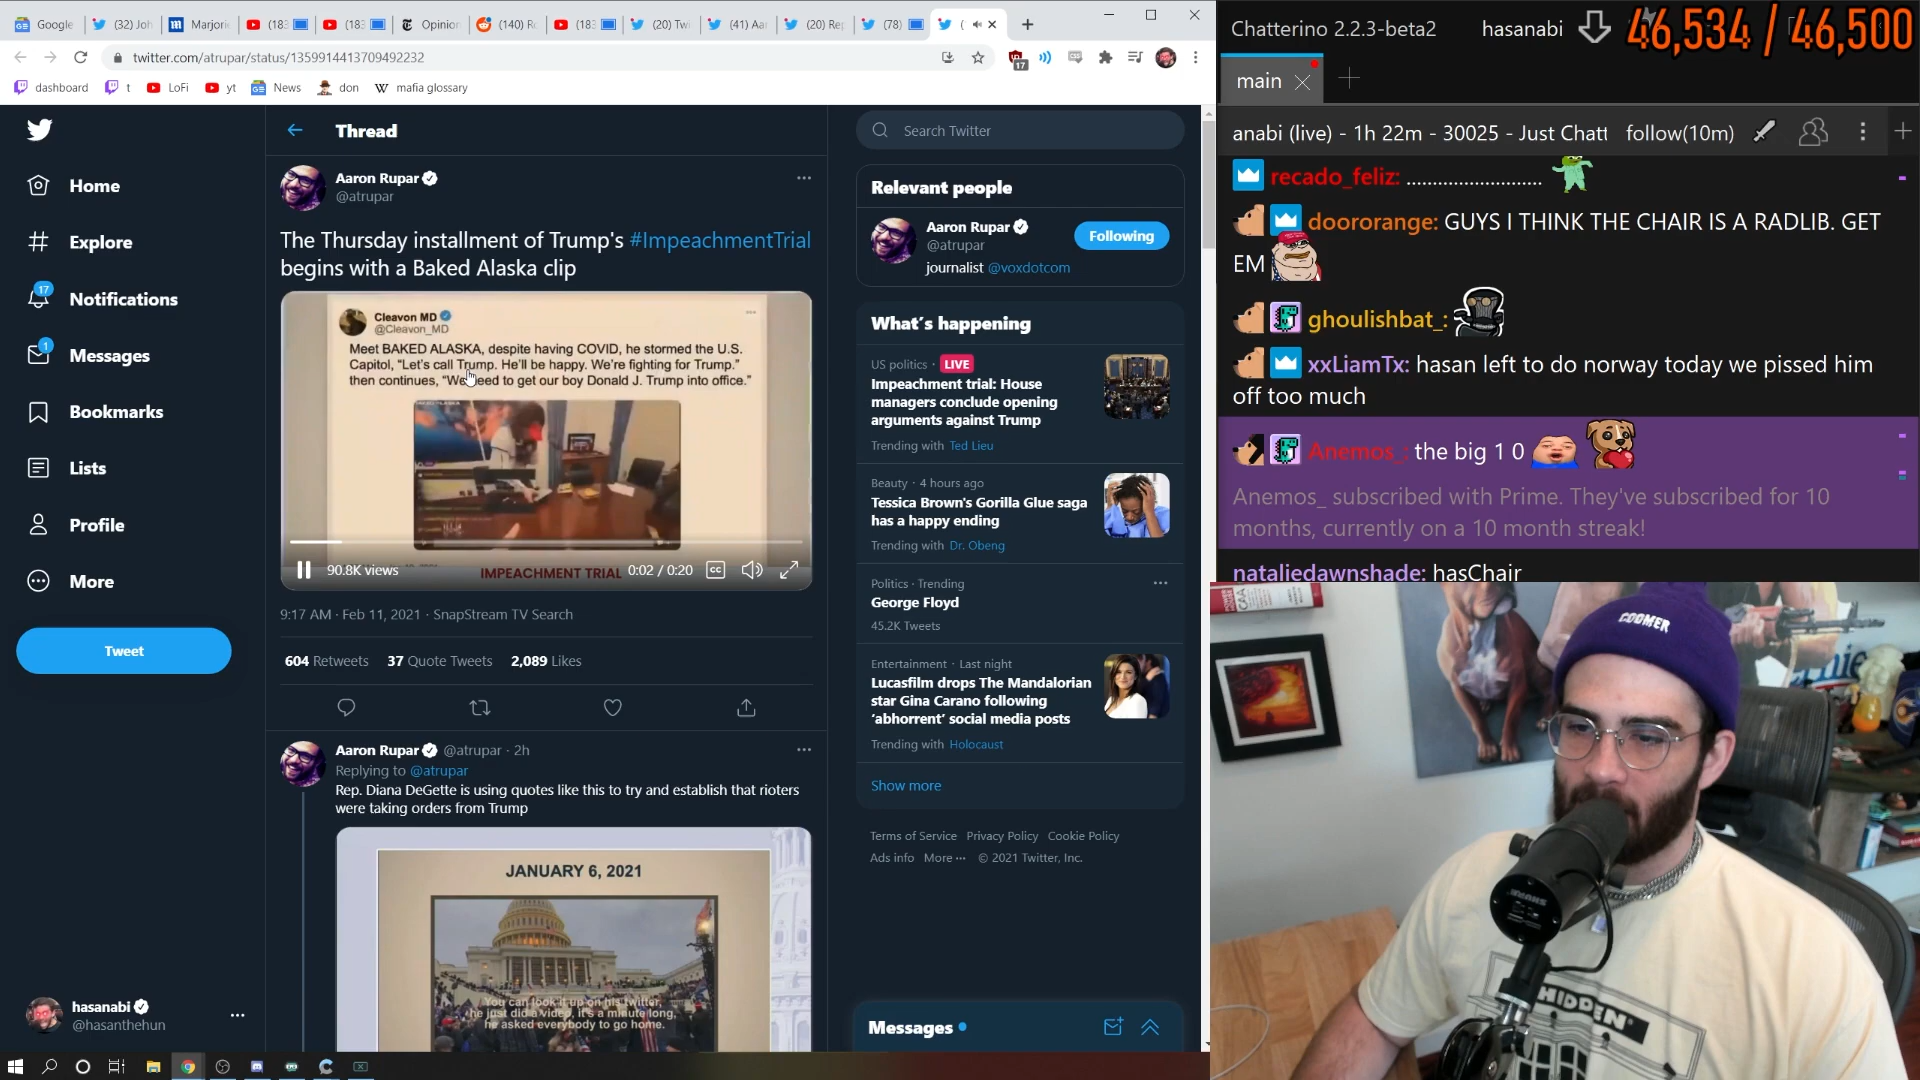 Google
(32) Joh
Marjorie
(183
(183
Opinion
(140) R
(183
(20) Twi
(41) Aar
(20) Rep
(78)
twitter.com/atrupar/status/1359914413709492232
17
dashboard
t
LoFi
yt
News
don
mafia glossary
Home
Explore
17
Notifications
1
Messages
Bookmarks
Lists
Profile
More
Tweet
hasanabi
@hasanthehun
Thread
Aaron Rupar
@atrupar
The Thursday installment of Trump's #ImpeachmentTrial
begins with a Baked Alaska clip
Cleavon MD
@Cleavon_MD
Meet BAKED ALASKA, despite having COVID, he stormed the U.S.
Capitol, "Let's call Trump. He'll be happy. We're fighting for Trump."
then continues, "We need to get our boy Donald J. Trump into office."
90.8K views
IMPEACHMENT TRIAL
0:02 / 0:20
CC
9:17 AM · Feb 11, 2021 · SnapStream TV Search
604 Retweets 37 Quote Tweets 2,089 Likes
Aaron Rupar @atrupar · 2h
Replying to @atrupar
Rep. Diana DeGette is using quotes like this to try and establish that rioters
were taking orders from Trump
JANUARY 6, 2021
You can look it up on his twitter,
he just did a video, it's a minute long,
he asked everybody to go home.
Search Twitter
Relevant people
Aaron Rupar
@atrupar
Following
journalist @voxdotcom
What's happening
US politics · LIVE
Impeachment trial: House
managers conclude opening
arguments against Trump
Trending with Ted Lieu
Beauty · 4 hours ago
Tessica Brown's Gorilla Glue saga
has a happy ending
Trending with Dr. Obeng
Politics · Trending
George Floyd
45.2K Tweets
Entertainment · Last night
Lucasfilm drops The Mandalorian
star Gina Carano following
'abhorrent' social media posts
Trending with Holocaust
Show more
Terms of Service Privacy Policy Cookie Policy
Ads info More ··· © 2021 Twitter, Inc.
Messages
Chatterino 2.2.3-beta2
hasanabi
46,534 / 46,500
main
anabi (live) - 1h 22m - 30025 - Just Chatt
follow(10m)
recado_feliz: ........................
doororange: GUYS I THINK THE CHAIR IS A RADLIB. GET
EM
ghoulishbat_:
xxLiamTx: hasan left to do norway today we pissed him
off too much
Anemos_: the big 1 0
Anemos_ subscribed with Prime. They've subscribed for 10
months, currently on a 10 month streak!
nataliedawnshade: hasChair
COOMER
HIDDEN